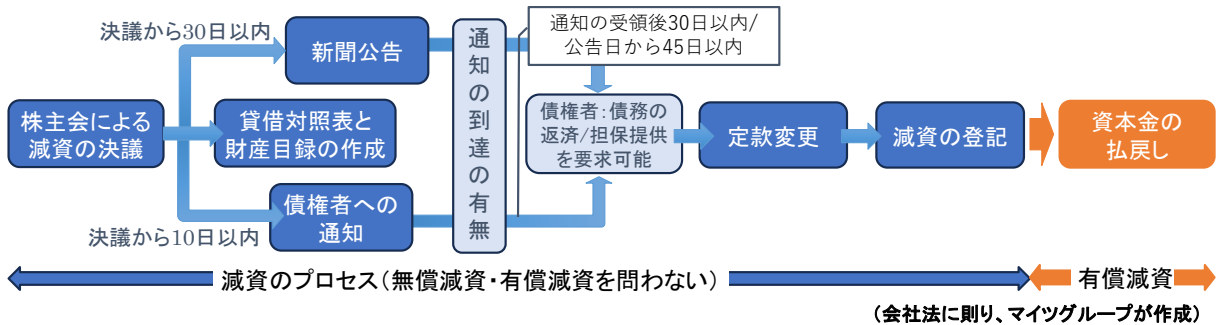 決議から30日以内
新聞公告
通知の到達の有無
通知の受領後30日以内/
公告日から45日以内
株主会による
減資の決議
貸借対照表と
財産目録の作成
債権者:債務の
返済/担保提供
を要求可能
定款変更
減資の登記
資本金の
払戻し
債権者への
通知
決議から10日以内
減資のプロセス(無償減資・有償減資を問わない)
有償減資
(会社法に則り、マイツグループが作成)